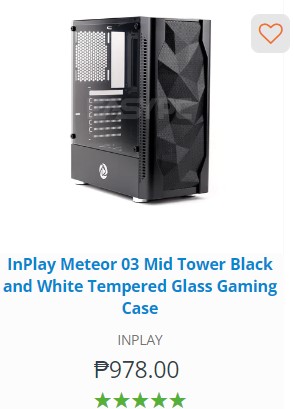 InPlay Meteor 03 Mid Tower Black
and White Tempered Glass Gaming
Case
INPLAY
₱978.00